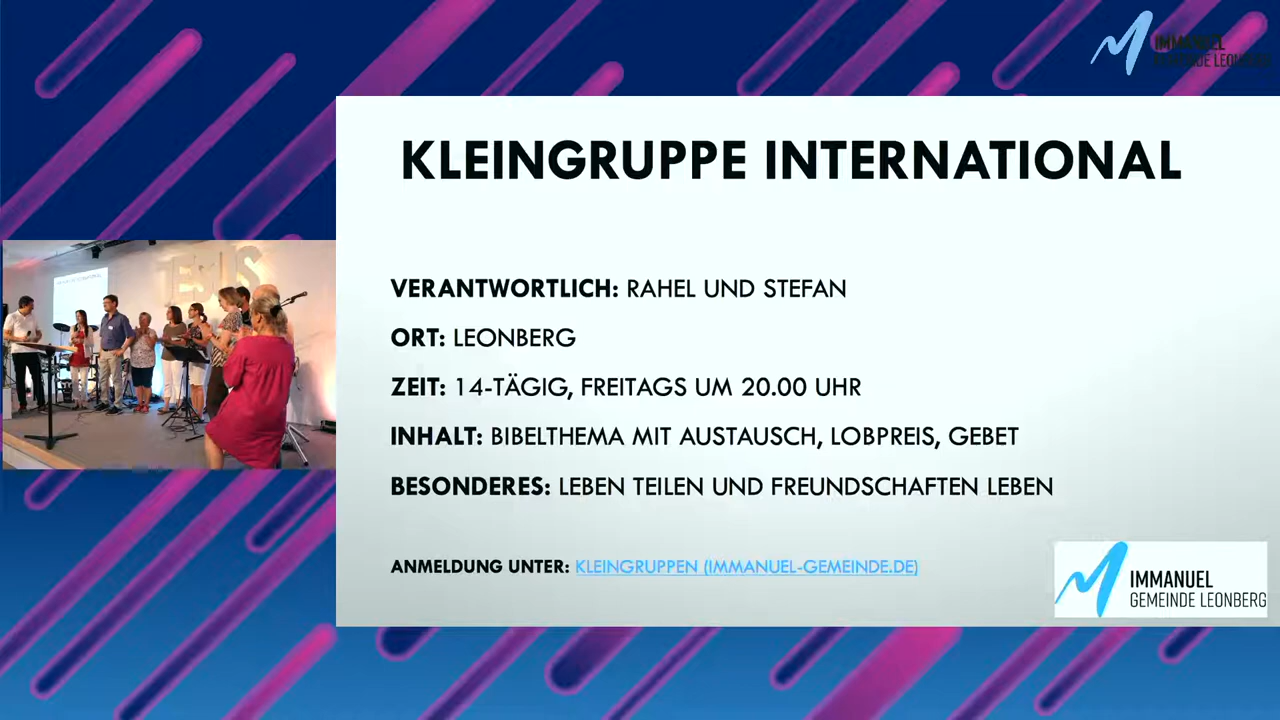 IMMANUEL
GEMEINDE LEONBERG
KLEINGRUPPE INTERNATIONAL
VERANTWORTLICH: RAHEL UND STEFAN
ORT: LEONBERG
ZEIT: 14-TÄGIG, FREITAGS UM 20.00 UHR
INHALT: BIBELTHEMA MIT AUSTAUSCH, LOBPREIS, GEBET
BESONDERES: LEBEN TEILEN UND FREUNDSCHAFTEN LEBEN
ANMELDUNG UNTER: KLEINGRUPPEN (IMMANUEL-GEMEINDE.DE)
IMMANUEL
GEMEINDE LEONBERG